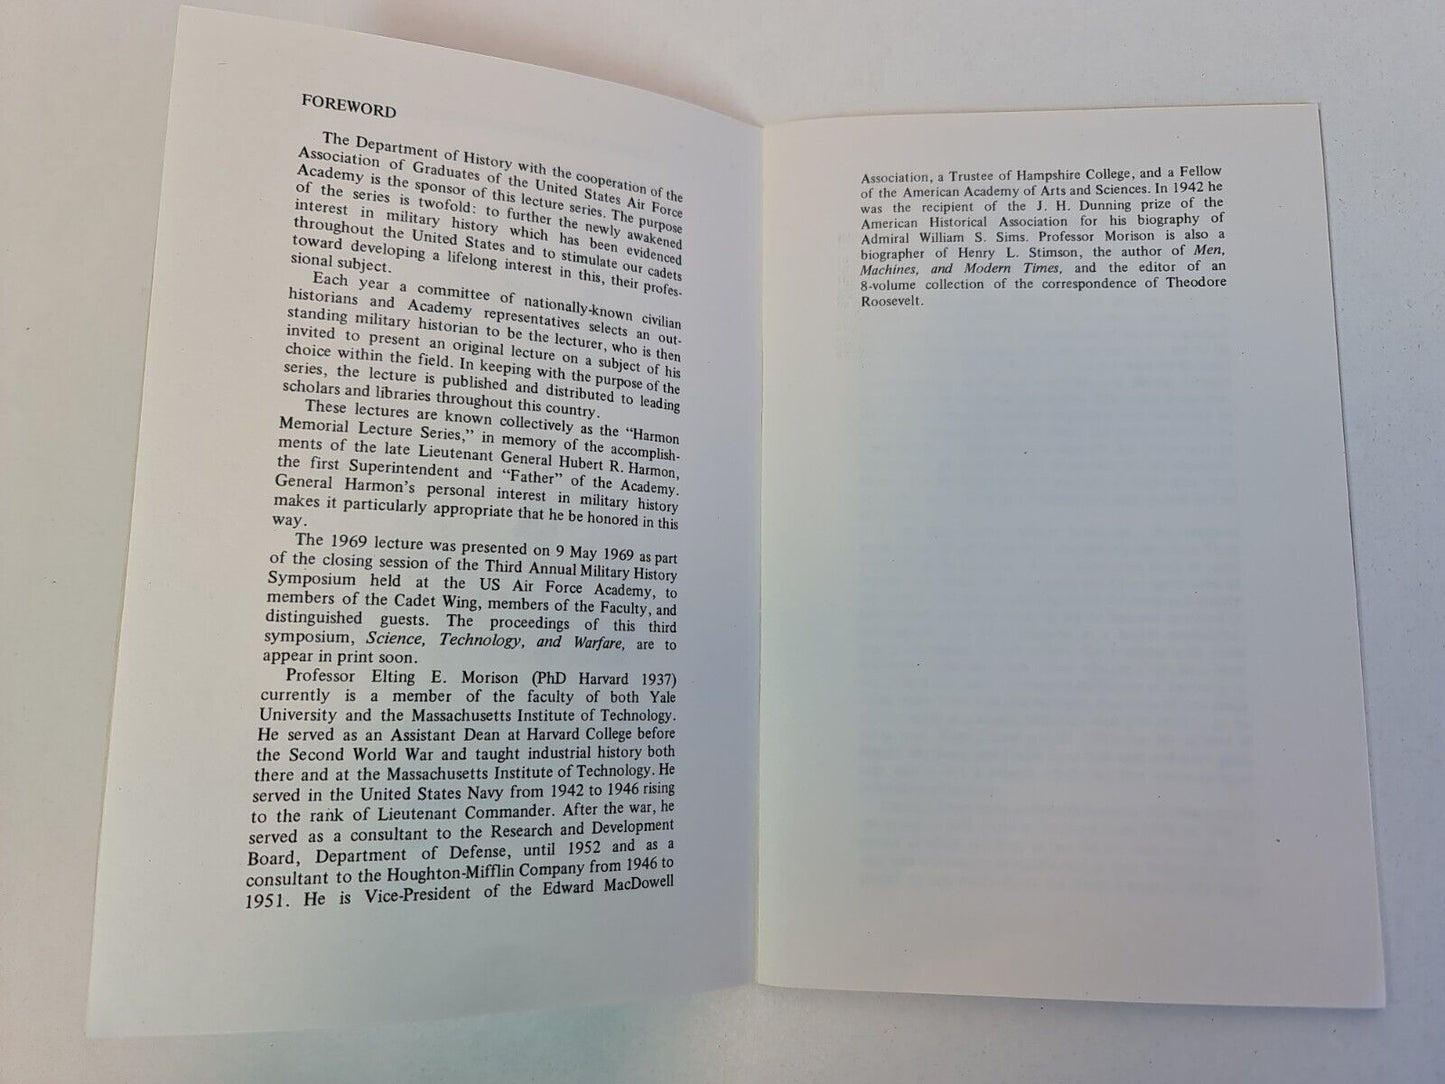 FOREWORD
The Department of History with the cooperation of the
Association of Graduates of the United States Air Force
Academy is the sponsor of this lecture series. The purpose
of the series is twofold: to further the newly awakened
interest in military history which has been evidenced
throughout the United States and to stimulate our cadets
toward developing a lifelong interest in this, their profes-
sional subject.
Each year a committee of nationally-known civilian
historians and Academy representatives selects an out-
standing military historian to be the lecturer, who is then
invited to present an original lecture on a subject of his
choice within the field. In keeping with the purpose of the
series, the lecture is published and distributed to leading
scholars and libraries throughout this country.
These lectures are known collectively as the “Harmon
Memorial Lecture Series,” in memory of the accomplish-
ments of the late Lieutenant General Hubert R. Harmon,
the first Superintendent and “Father” of the Academy.
General Harmon's personal interest in military history
makes it particularly appropriate that he be honored in this
way.
The 1969 lecture was presented on 9 May 1969 as part
of the closing session of the Third Annual Military History
Symposium held at the US Air Force Academy, to
members of the Cadet Wing, members of the Faculty, and
distinguished guests. The proceedings of this third
symposium, Science, Technology, and Warfare, are to
appear in print soon.
Professor Elting E. Morison (PhD Harvard 1937)
currently is a member of the faculty of both Yale
University and the Massachusetts Institute of Technology.
He served as an Assistant Dean at Harvard College before
the Second World War and taught industrial history both
there and at the Massachusetts Institute of Technology. He
served in the United States Navy from 1942 to 1946 rising
to the rank of Lieutenant Commander. After the war, he
served as a consultant to the Research and Development
Board, Department of Defense, until 1952 and as a
consultant to the Houghton-Mifflin Company from 1946 to
1951. He is Vice-President of the Edward MacDowell
Association, a Trustee of Hampshire College, and a Fellow
of the American Academy of Arts and Sciences. In 1942 he
was the recipient of the J. H. Dunning prize of the
American Historical Association for his biography of
Admiral William S. Sims. Professor Morison is also a
biographer of Henry L. Stimson, the author of Men,
Machines, and Modern Times, and the editor of an
8-volume collection of the correspondence of Theodore
Roosevelt.